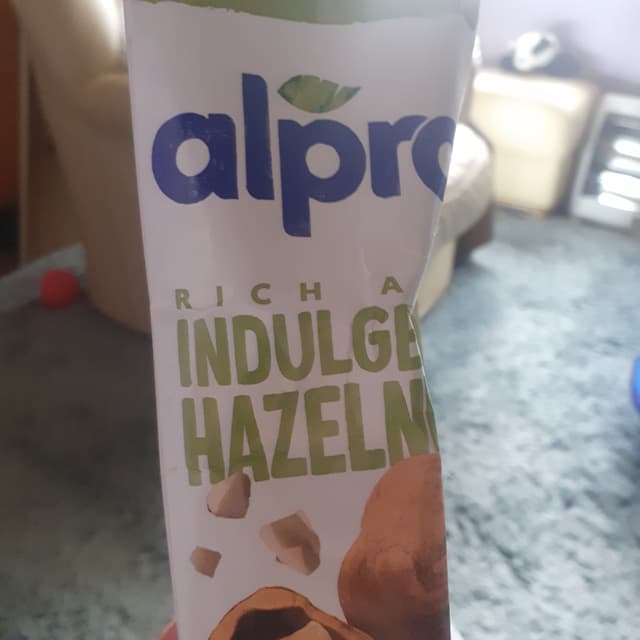 alpro
RICH A
INDULGE
HAZELN